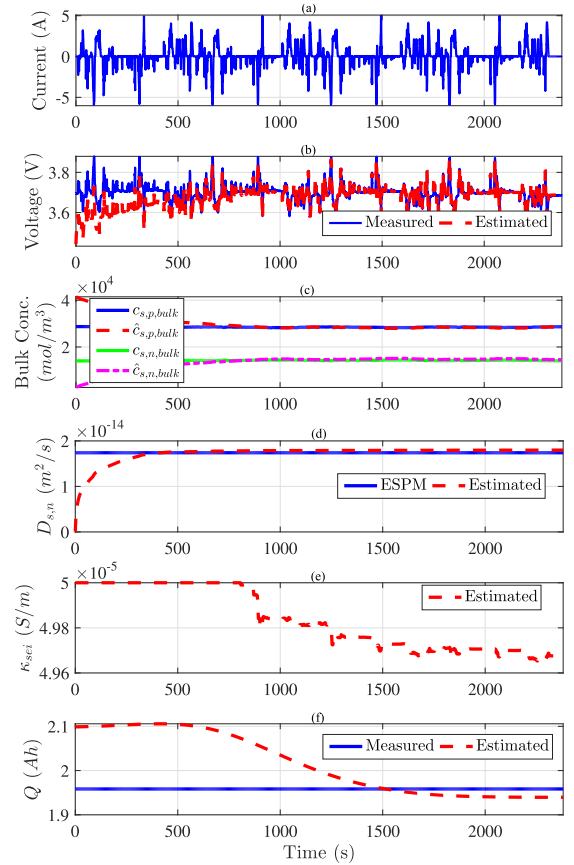 (a)
Current (A)
5
0
-5
0 500 1000 1500 2000
(b)
Voltage (V)
3.8
3.6
Measured Estimated
0 500 1000 1500 2000
×10^4
(c)
Bulk Conc.
(mol/m^3)
4
2
c_{s,p,bulk}
ĉ_{s,p,bulk}
c_{s,n,bulk}
ĉ_{s,n,bulk}
0 500 1000 1500 2000
×10^-14
(d)
D_{s,n} (m^2/s)
2
1
0
ESPM Estimated
0 500 1000 1500 2000
×10^-5
(e)
κ_{sei} (S/m)
5
4.98
4.96
Estimated
0 500 1000 1500 2000
(f)
Q (Ah)
2.1
2
1.9
Measured Estimated
0 500 1000 1500 2000
Time (s)